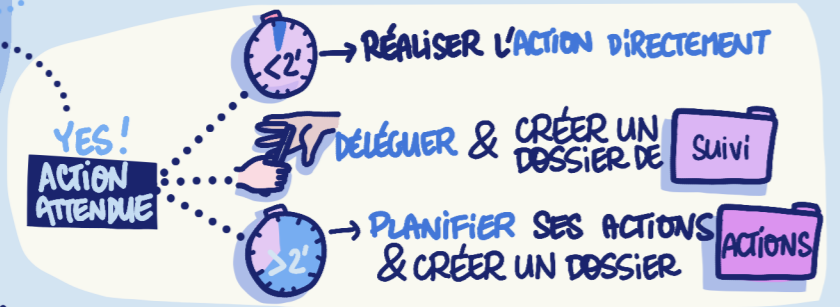 <2' → RÉALISER L'ACTION DIRECTEMENT
YES!
ACTION
ATTENDUE
DÉLÉGUER & CRÉER UN
DOSSIER DE
Suivi
>2' → PLANIFIER SES ACTIONS
& CRÉER UN DOSSIER
ACTIONS